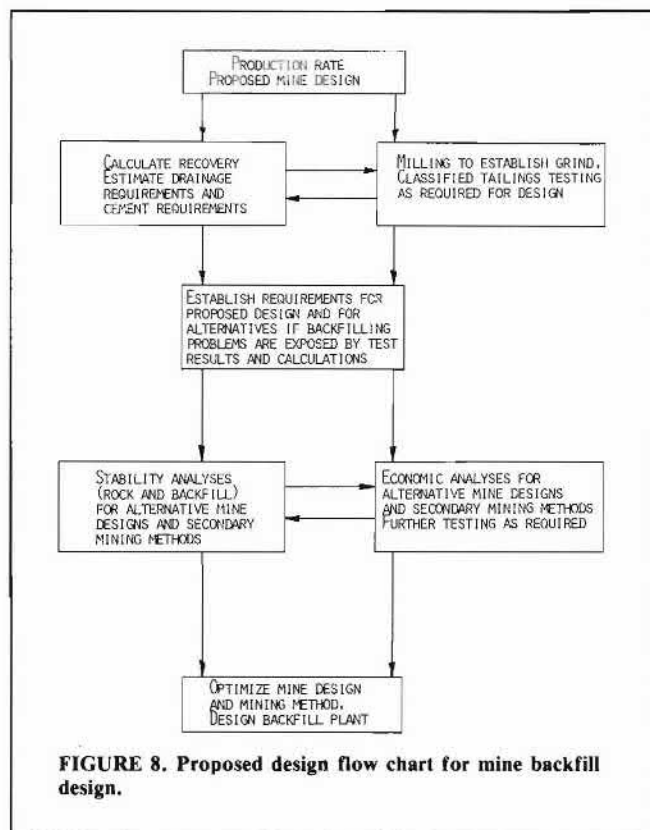 PRODUCTION RATE
PROPOSED MINE DESIGN
CALCULATE RECOVERY
ESTIMATE DRAINAGE
REQUIREMENTS AND
CEMENT REQUIREMENTS
MILLING TO ESTABLISH GRIND,
CLASSIFIED TAILINGS TESTING
AS REQUIRED FOR DESIGN
ESTABLISH REQUIREMENTS FOR
PROPOSED DESIGN AND FOR
ALTERNATIVES IF BACKFILLING
PROBLEMS ARE EXPOSED BY TEST
RESULTS AND CALCULATIONS
STABILITY ANALYSES
(ROCK AND BACKFILL)
FOR ALTERNATIVE MINE
DESIGNS AND SECONDARY
MINING METHODS
ECONOMIC ANALYSES FOR
ALTERNATIVE MINE DESIGNS
AND SECONDARY MINING METHODS
FURTHER TESTING AS REQUIRED
OPTIMIZE MINE DESIGN
AND MINING METHOD,
DESIGN BACKFILL PLANT
FIGURE 8. Proposed design flow chart for mine backfill
design.